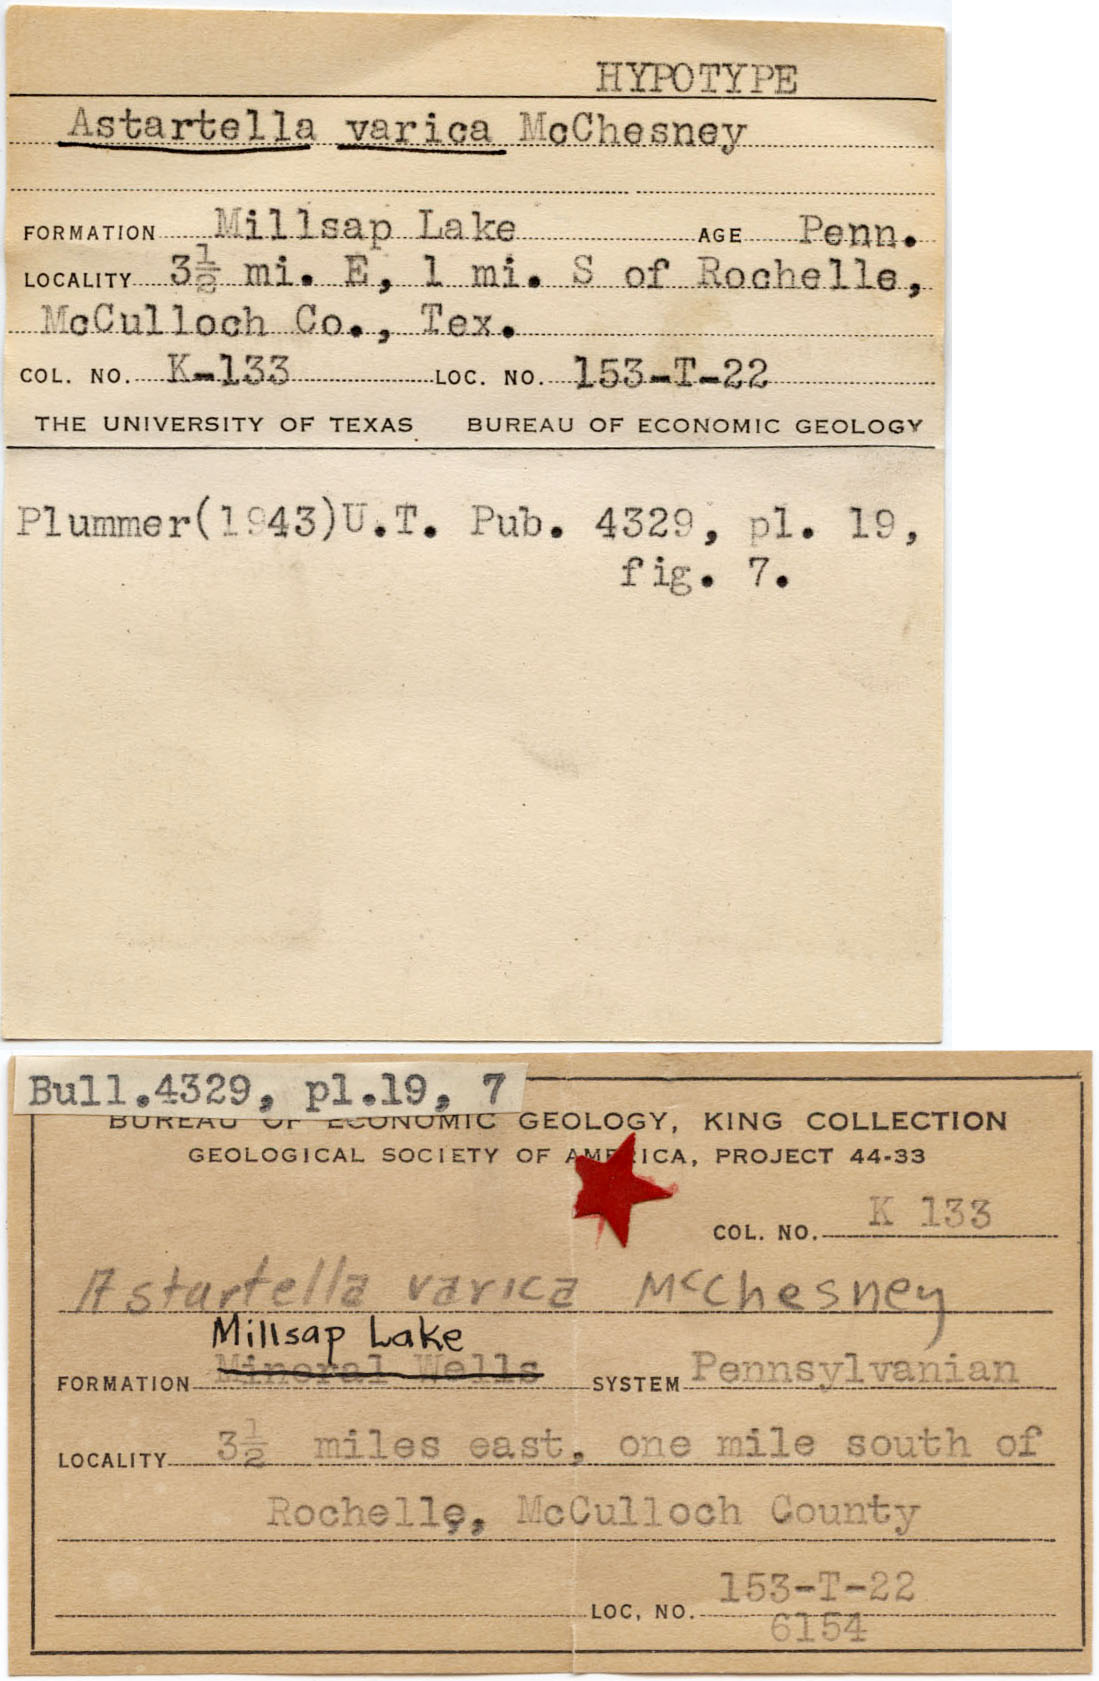 HYPOTYPE
Astartella varica McChesney
FORMATION Millsap Lake AGE Penn.
LOCALITY 3½ mi. E, 1 mi. S of Rochelle,
McCulloch Co., Tex.
COL. NO. K-133 LOC. NO. 153-T-22
THE UNIVERSITY OF TEXAS BUREAU OF ECONOMIC GEOLOGY
Plummer(1943)U.T. Pub. 4329, pl. 19,
fig. 7.
Bull.4329, pl.19, 7
BUREAU OF ECONOMIC GEOLOGY, KING COLLECTION
GEOLOGICAL SOCIETY OF AMERICA, PROJECT 44-33
COL. NO. K 133
Astartella varica McChesney
Millsap Lake
FORMATION Mineral Wells SYSTEM Pennsylvanian
LOCALITY 3½ miles east, one mile south of
Rochelle, McCulloch County
153-T-22
LOC, NO.
6154